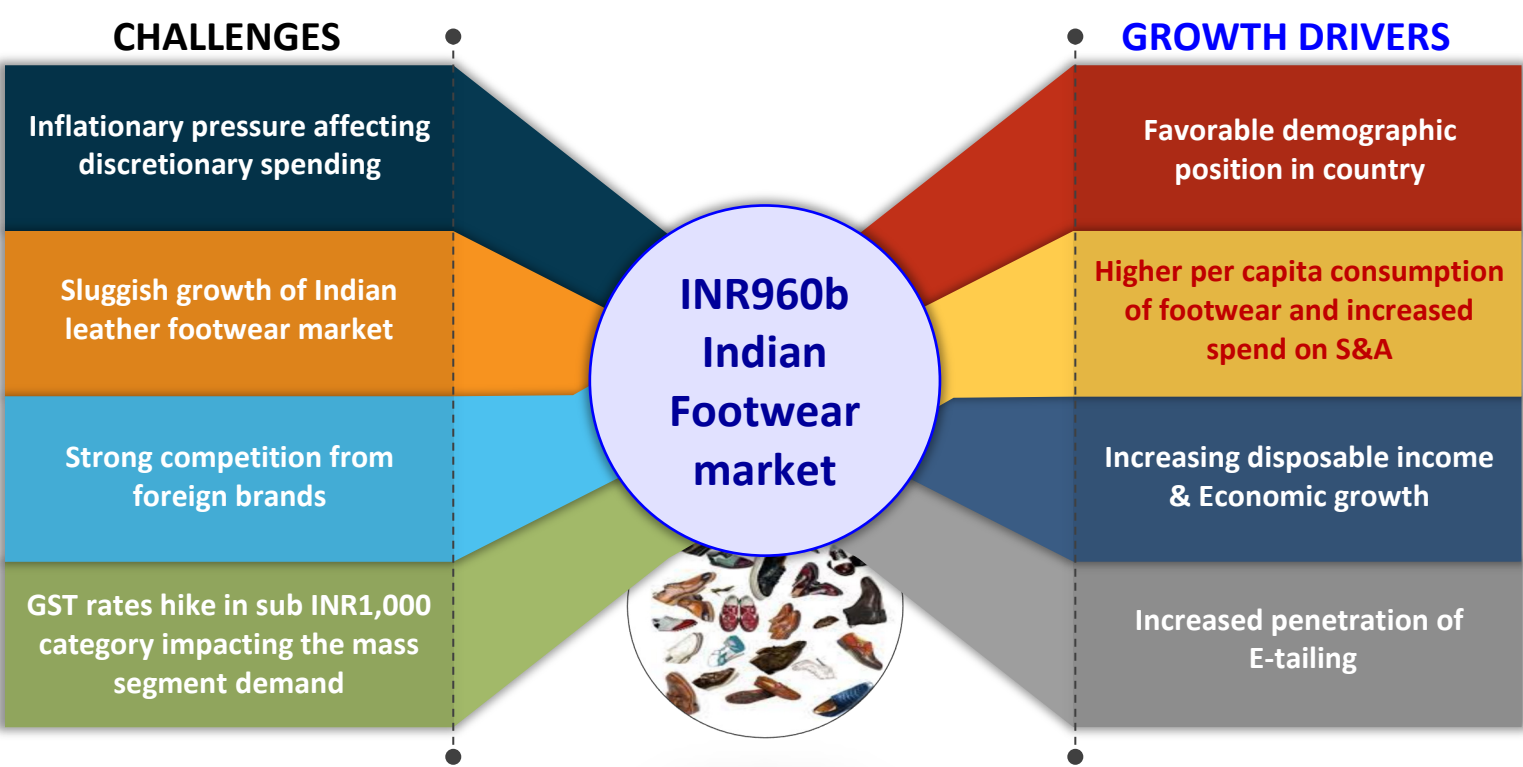 CHALLENGES
Inflationary pressure affecting
discretionary spending
Sluggish growth of Indian
leather footwear market
Strong competition from
foreign brands
GST rates hike in sub INR1,000
category impacting the mass
segment demand
INR960b
Indian
Footwear
market
GROWTH DRIVERS
Favorable demographic
position in country
Higher per capita consumption
of footwear and increased
spend on S&A
Increasing disposable income
& Economic growth
Increased penetration of
E-tailing